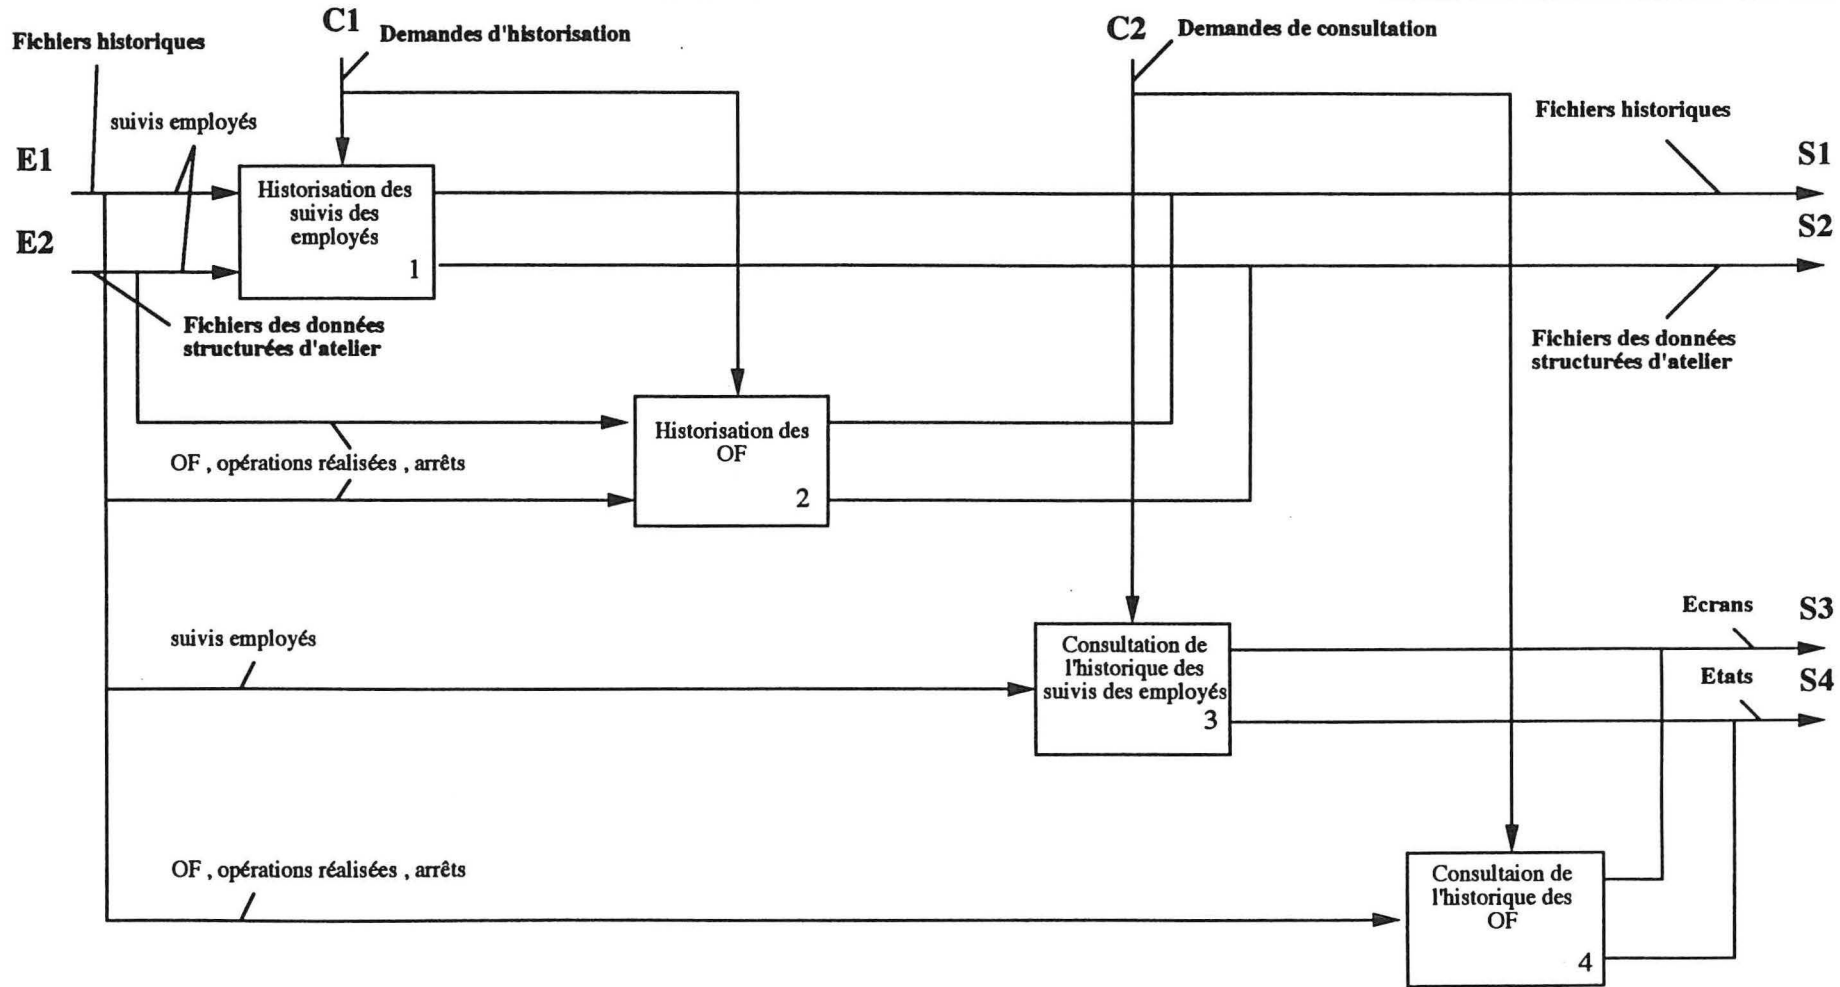 C1
Demandes d'historisation
C2
Demandes de consultation
Fichiers historiques
suivis employés
Fichiers historiques
E1
S1
Historisation des
suivis des
employés
1
E2
S2
Fichiers des données
structurées d'atelier
Fichiers des données
structurées d'atelier
Historisation des
OF
2
OF , opérations réalisées , arrêts
Ecrans
S3
suivis employés
Consultation de
l'historique des
suivis des employés
3
Etats
S4
OF , opérations réalisées , arrêts
Consultaion de
l'historique des
OF
4